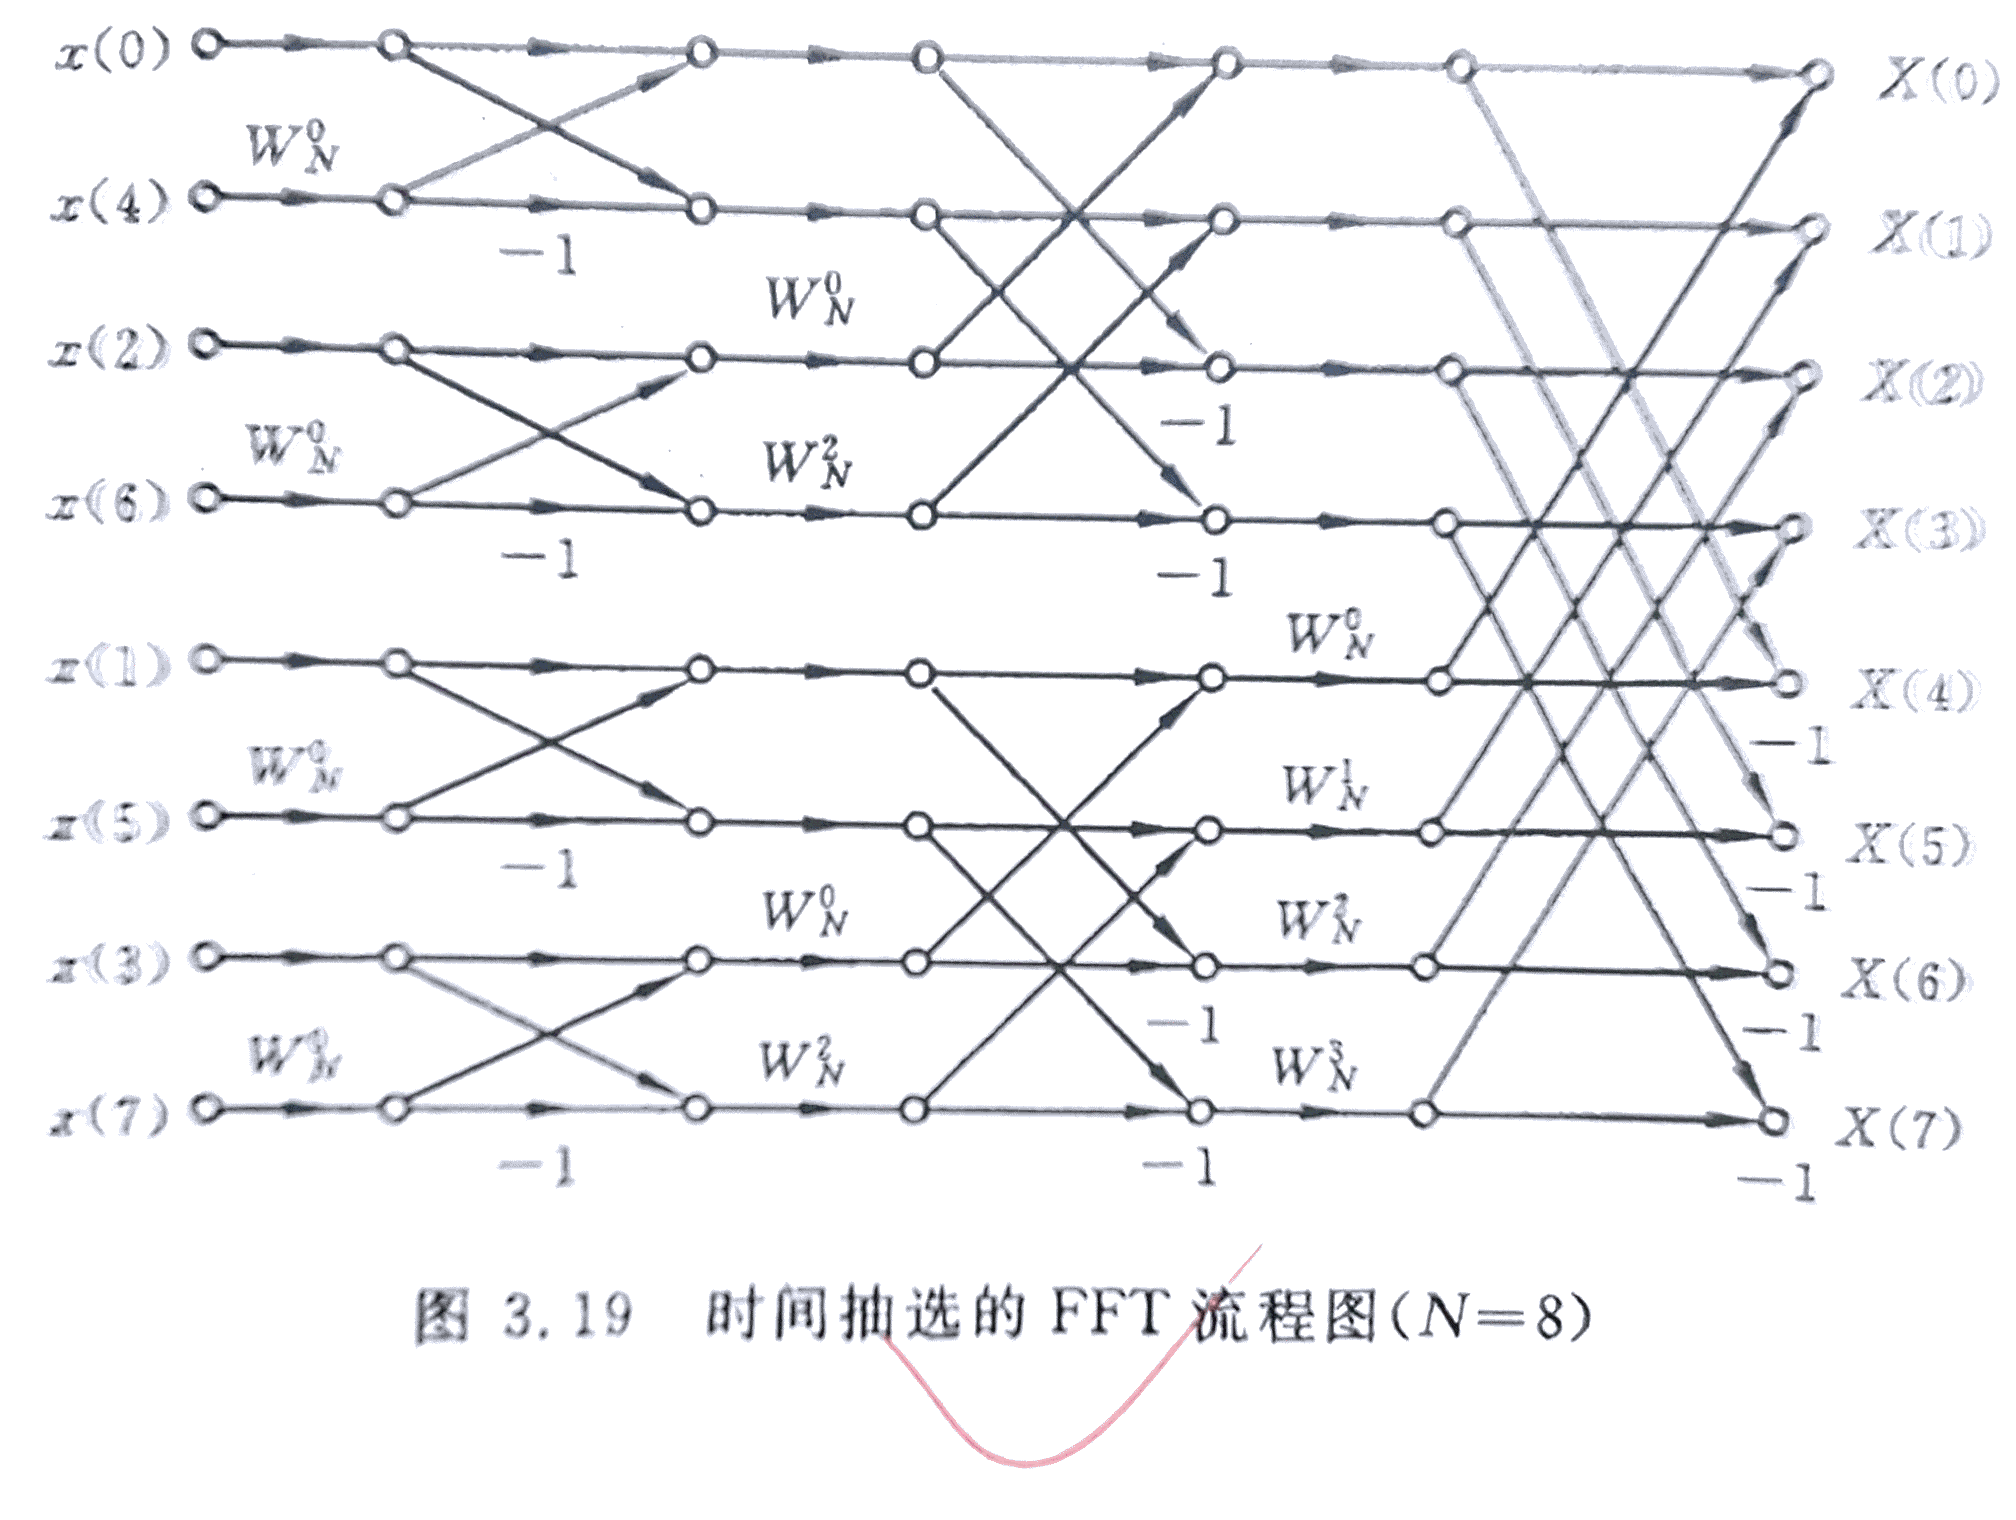 x(0) X(0)
W_N^0
x(4) -1 X(1)
W_N^0
x(2) X(2)
-1
W_N^0 W_N^2
x(6) -1 X(3)
-1
W_N^0
x(1) X(4)
-1
W_N^0 W_N^1
x(5) -1 X(5)
-1
W_N^0 W_N^2
x(3) X(6)
-1 -1
W_N^0 W_N^2 W_N^3
x(7) X(7)
-1 -1 -1
图 3.19 时间抽选的 FFT 流程图(N=8)